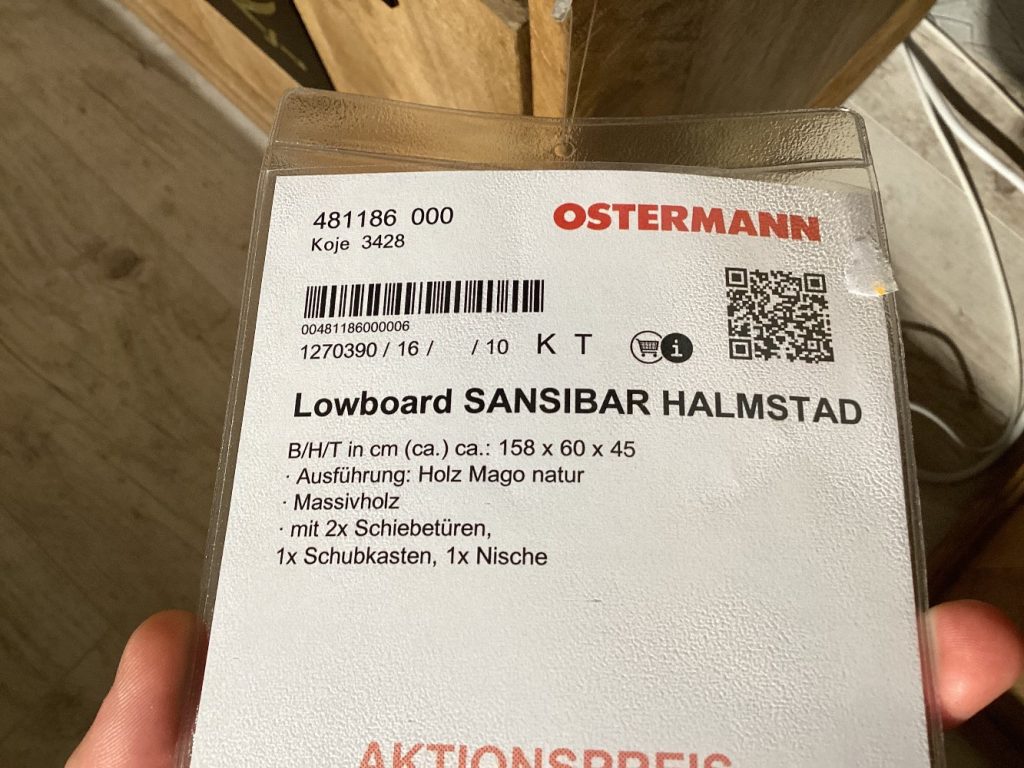 481186 000
OSTERMANN
Koje 3428
00481186000006
1270390 / 16 / / 10 K T
i
Lowboard SANSIBAR HALMSTAD
B/H/T in cm (ca.) ca.: 158 x 60 x 45
· Ausführung: Holz Mago natur
· Massivholz
· mit 2x Schiebetüren,
1x Schubkasten, 1x Nische
AKTIONSPREIS